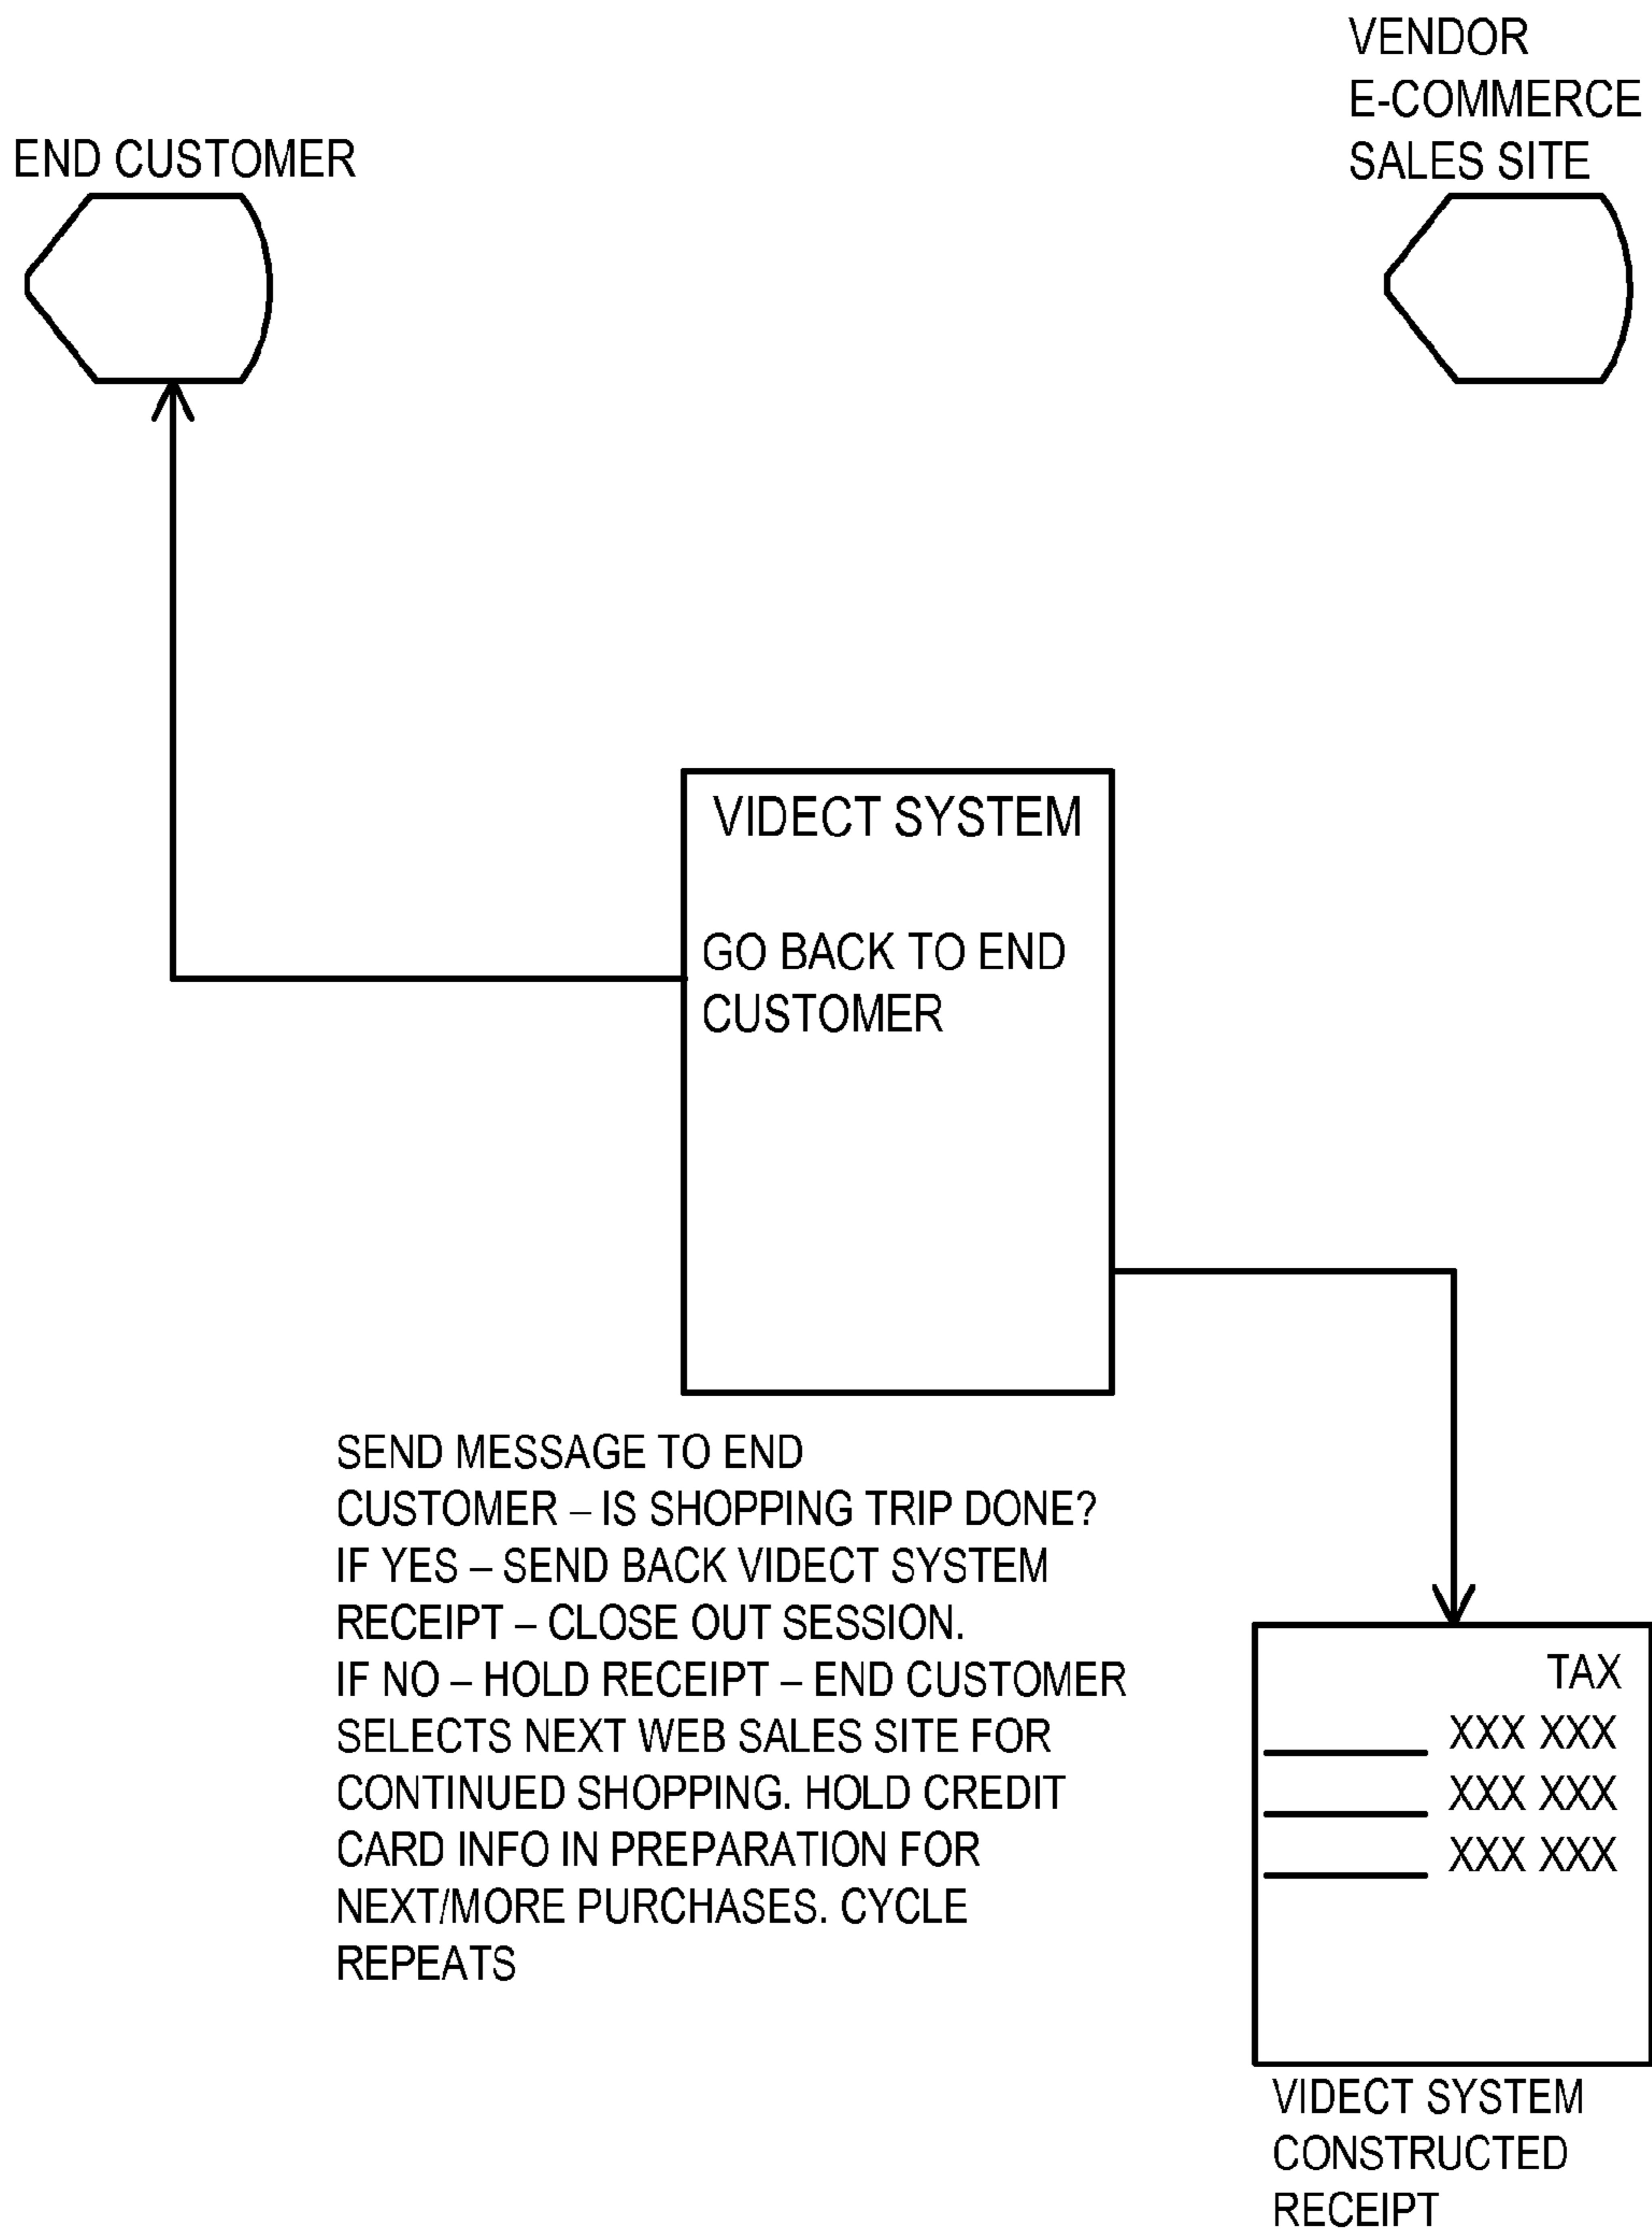 VENDOR
E-COMMERCE
SALES SITE
END CUSTOMER
VIDECT SYSTEM
GO BACK TO END
CUSTOMER
SEND MESSAGE TO END
CUSTOMER – IS SHOPPING TRIP DONE?
IF YES – SEND BACK VIDECT SYSTEM
RECEIPT – CLOSE OUT SESSION.
IF NO – HOLD RECEIPT – END CUSTOMER
SELECTS NEXT WEB SALES SITE FOR
CONTINUED SHOPPING. HOLD CREDIT
CARD INFO IN PREPARATION FOR
NEXT/MORE PURCHASES. CYCLE
REPEATS
TAX
XXX XXX
XXX XXX
XXX XXX
VIDECT SYSTEM
CONSTRUCTED
RECEIPT